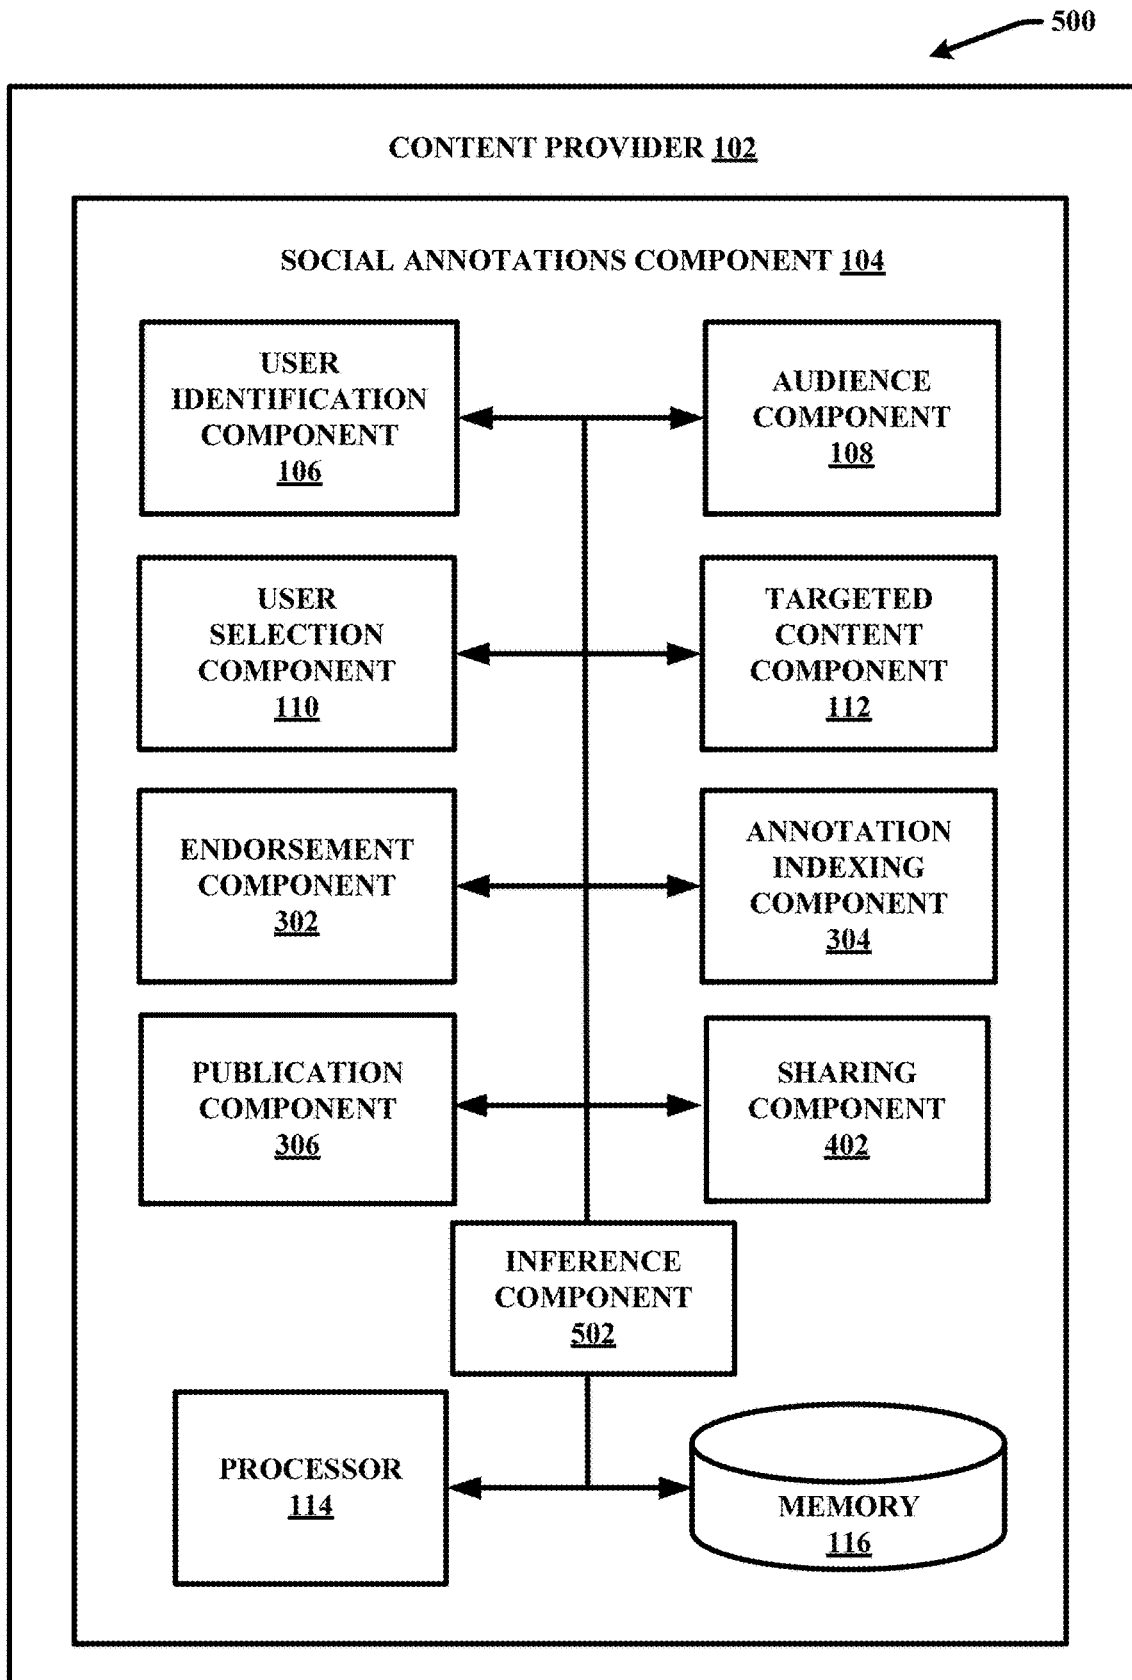 500
CONTENT PROVIDER 102
SOCIAL ANNOTATIONS COMPONENT 104
USER
IDENTIFICATION
COMPONENT
106
AUDIENCE
COMPONENT
108
USER
SELECTION
COMPONENT
110
TARGETED
CONTENT
COMPONENT
112
ENDORSEMENT
COMPONENT
302
ANNOTATION
INDEXING
COMPONENT
304
PUBLICATION
COMPONENT
306
SHARING
COMPONENT
402
INFERENCE
COMPONENT
502
PROCESSOR
114
MEMORY
116